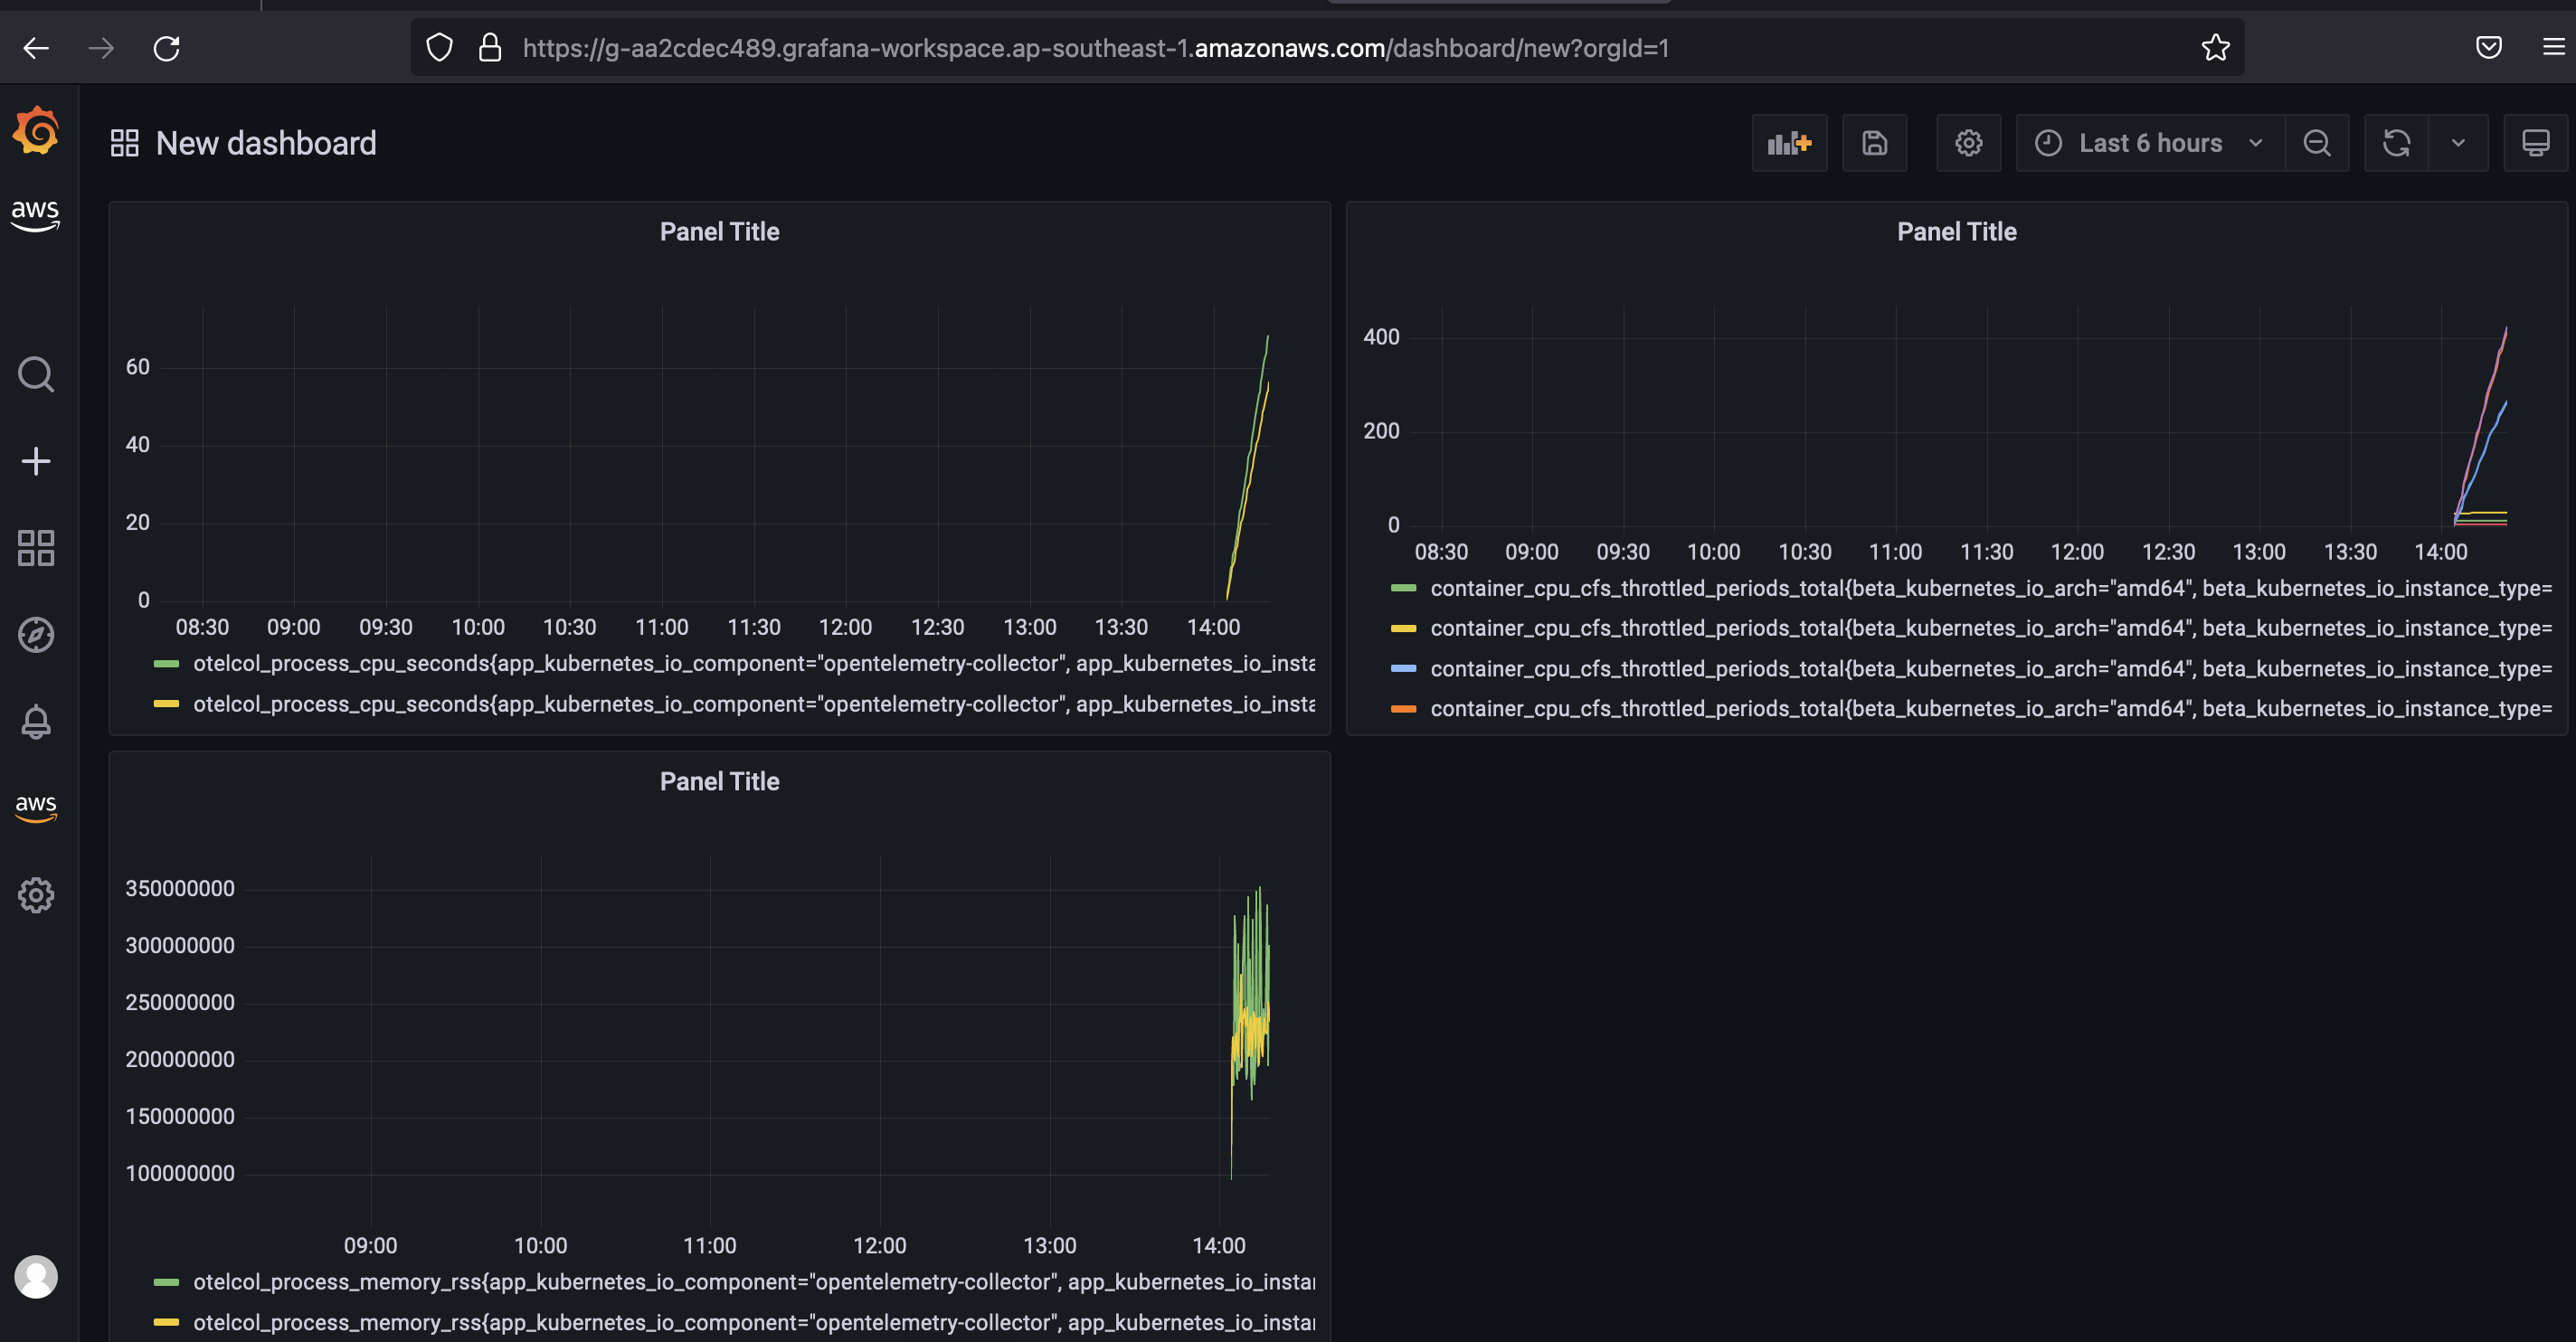 https://g-aa2cdec489.grafana-workspace.ap-southeast-1.amazonaws.com/dashboard/new?orgId=1
aws
New dashboard
Last 6 hours
Panel Title
60
40
20
0
08:30 09:00 09:30 10:00 10:30 11:00 11:30 12:00 12:30 13:00 13:30 14:00
otelcol_process_cpu_seconds{app_kubernetes_io_component="opentelemetry-collector", app_kubernetes_io_insta
otelcol_process_cpu_seconds{app_kubernetes_io_component="opentelemetry-collector", app_kubernetes_io_insta
Panel Title
400
200
0
08:30 09:00 09:30 10:00 10:30 11:00 11:30 12:00 12:30 13:00 13:30 14:00
container_cpu_cfs_throttled_periods_total{beta_kubernetes_io_arch="amd64", beta_kubernetes_io_instance_type=
container_cpu_cfs_throttled_periods_total{beta_kubernetes_io_arch="amd64", beta_kubernetes_io_instance_type=
container_cpu_cfs_throttled_periods_total{beta_kubernetes_io_arch="amd64", beta_kubernetes_io_instance_type=
container_cpu_cfs_throttled_periods_total{beta_kubernetes_io_arch="amd64", beta_kubernetes_io_instance_type=
aws
Panel Title
350000000
300000000
250000000
200000000
150000000
100000000
09:00 10:00 11:00 12:00 13:00 14:00
otelcol_process_memory_rss{app_kubernetes_io_component="opentelemetry-collector", app_kubernetes_io_instar
otelcol_process_memory_rss{app_kubernetes_io_component="opentelemetry-collector", app_kubernetes_io_instar